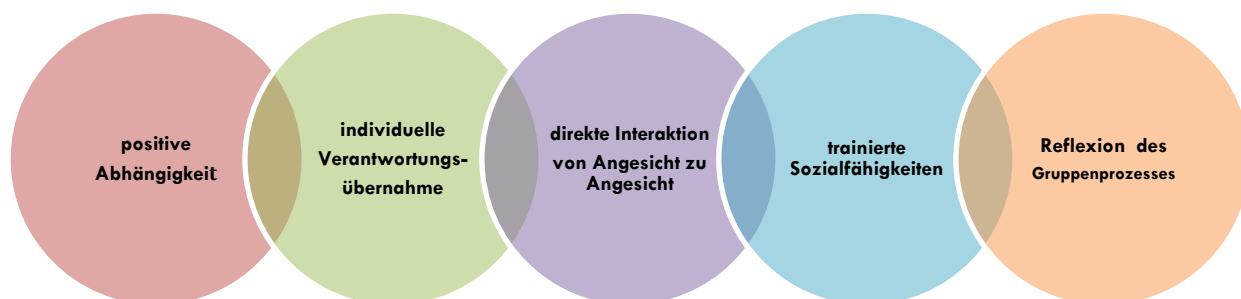 positive
Abhängigkeit
individuelle
Verantwortungs-
übernahme
direkte Interaktion
von Angesicht zu
Angesicht
trainierte
Sozialfähigkeiten
Reflexion des
Gruppenprozesses